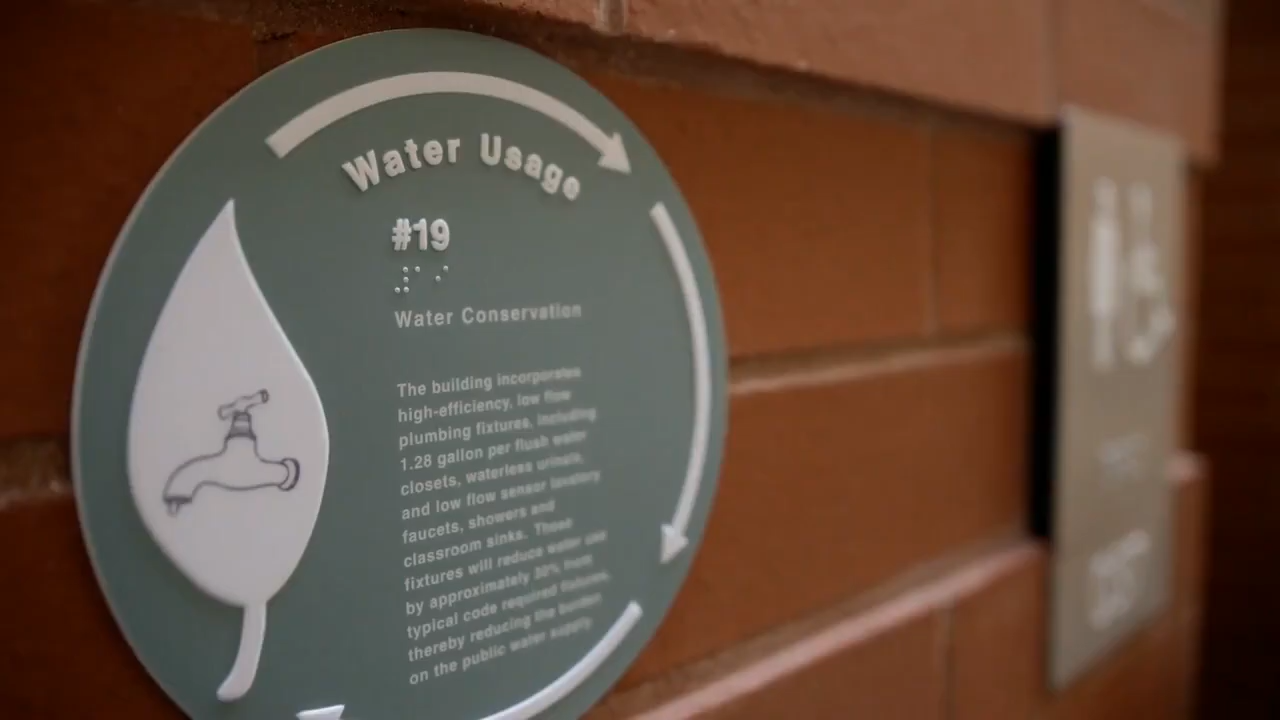 Water Usage
#19
Water Conservation
The building incorporates
high-efficiency, low flow
plumbing fixtures, including
1.28 gallon per flush water
closets, waterless urinals,
and low flow sensor lavatory
faucets, showers and
classroom sinks. These
fixtures will reduce water use
by approximately 30% from
typical code required fixtures,
thereby reducing the burden
on the public water supply.